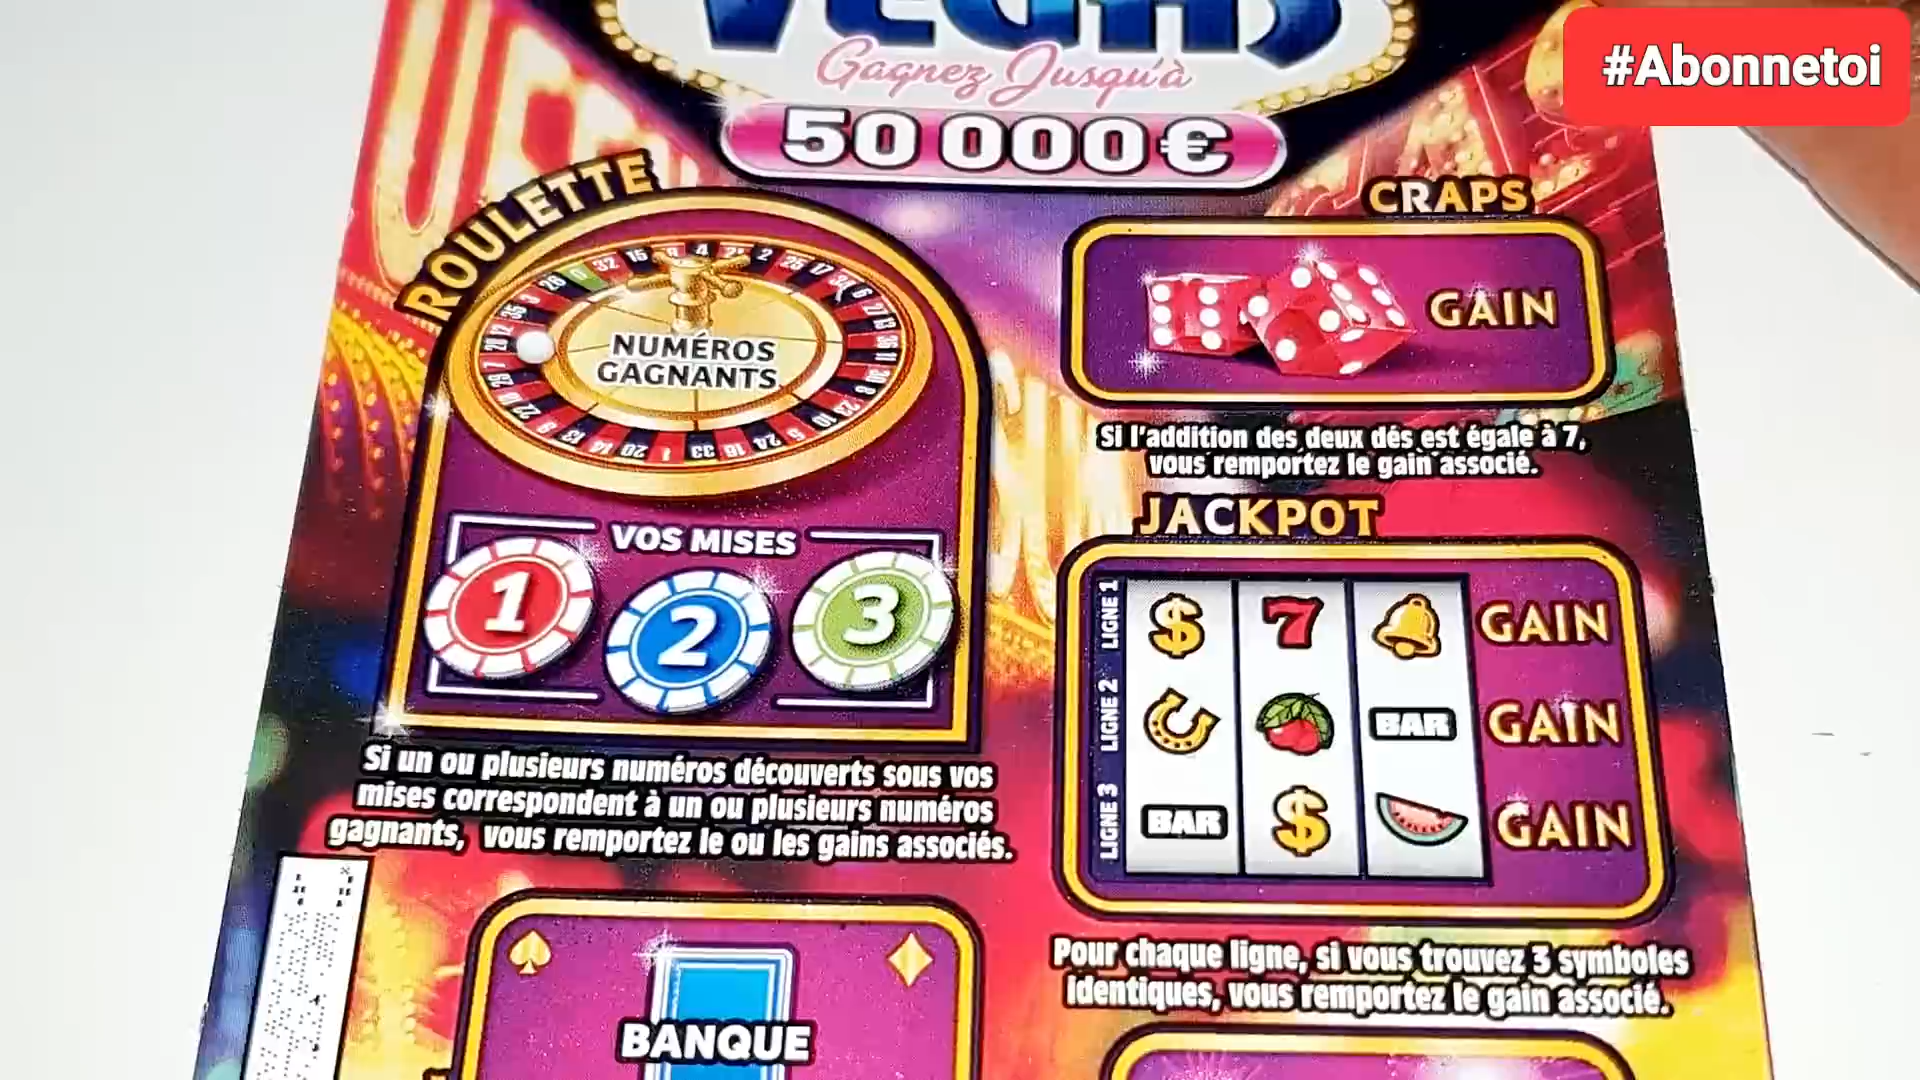 VEGAS
#Abonnetoi
Gagnez Jusqu'à
50 000 €
ROULETTE
NUMÉROS
GAGNANTS
VOS MISES
1 2 3
Si un ou plusieurs numéros découverts sous vos
mises correspondent à un ou plusieurs numéros
gagnants, vous remportez le ou les gains associés.
CRAPS
GAIN
Si l'addition des deux dés est égale à 7,
vous remportez le gain associé.
JACKPOT
LIGNE 1 $ 7 GAIN
LIGNE 2 BAR GAIN
LIGNE 3 BAR $ GAIN
Pour chaque ligne, si vous trouvez 3 symboles
identiques, vous remportez le gain associé.
BANQUE